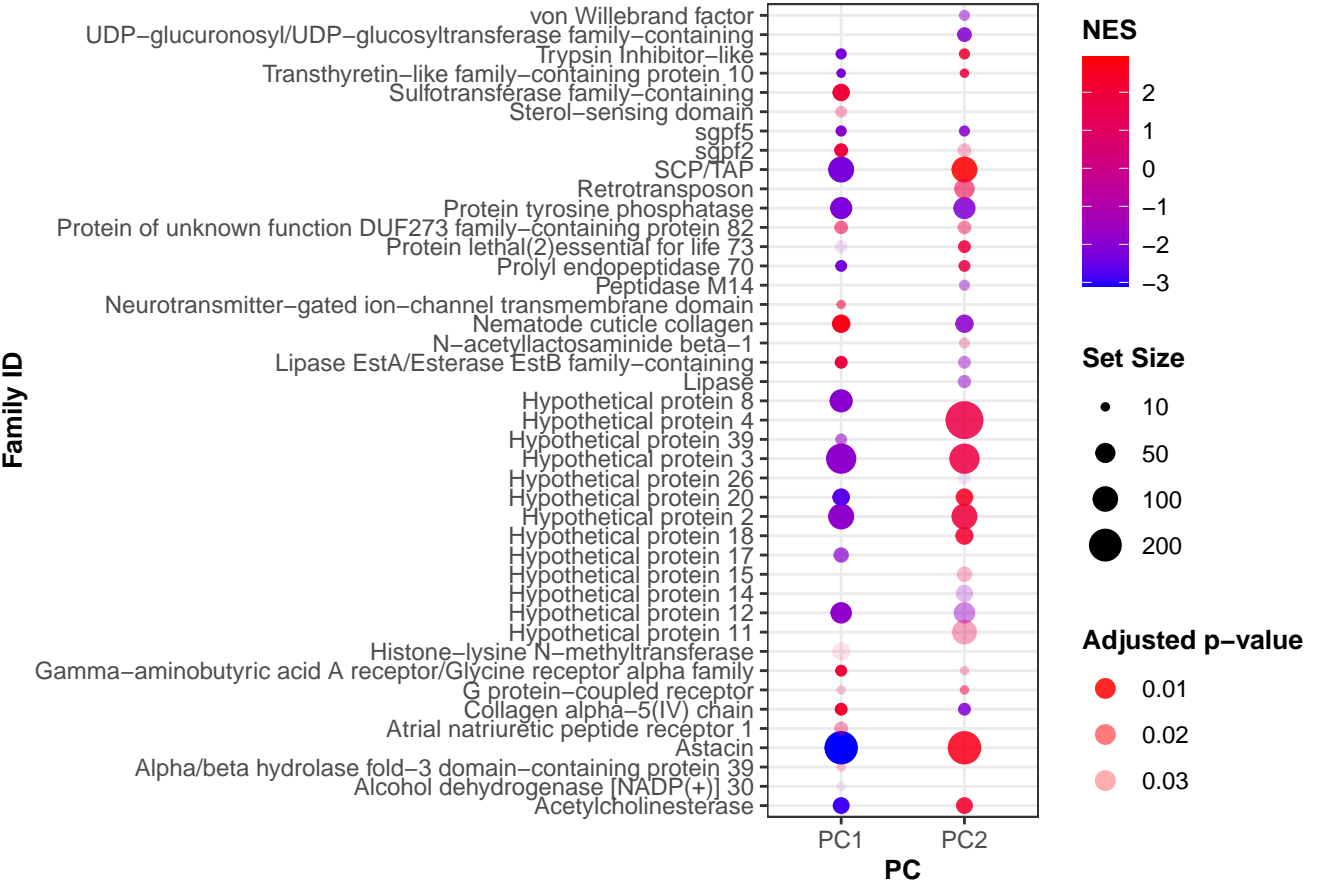 von Willebrand factor
UDP−glucuronosyl/UDP−glucosyltransferase family−containing
Trypsin Inhibitor−like
Transthyretin−like family−containing protein 10
Sulfotransferase family−containing
Sterol−sensing domain
sgpf5
sgpf2
SCP/TAP
Retrotransposon
Protein tyrosine phosphatase
Protein of unknown function DUF273 family−containing protein 82
Protein lethal(2)essential for life 73
Prolyl endopeptidase 70
Peptidase M14
Neurotransmitter−gated ion−channel transmembrane domain
Nematode cuticle collagen
N−acetyllactosaminide beta−1
Lipase EstA/Esterase EstB family−containing
Lipase
Hypothetical protein 8
Hypothetical protein 4
Hypothetical protein 39
Hypothetical protein 3
Hypothetical protein 26
Hypothetical protein 20
Hypothetical protein 2
Hypothetical protein 18
Hypothetical protein 17
Hypothetical protein 15
Hypothetical protein 14
Hypothetical protein 12
Hypothetical protein 11
Histone−lysine N−methyltransferase
Gamma−aminobutyric acid A receptor/Glycine receptor alpha family
G protein−coupled receptor
Collagen alpha−5(IV) chain
Atrial natriuretic peptide receptor 1
Astacin
Alpha/beta hydrolase fold−3 domain−containing protein 39
Alcohol dehydrogenase [NADP(+)] 30
Acetylcholinesterase
Family ID
PC1
PC2
PC
NES
2
1
0
−1
−2
−3
Set Size
10
50
100
200
Adjusted p−value
0.01
0.02
0.03